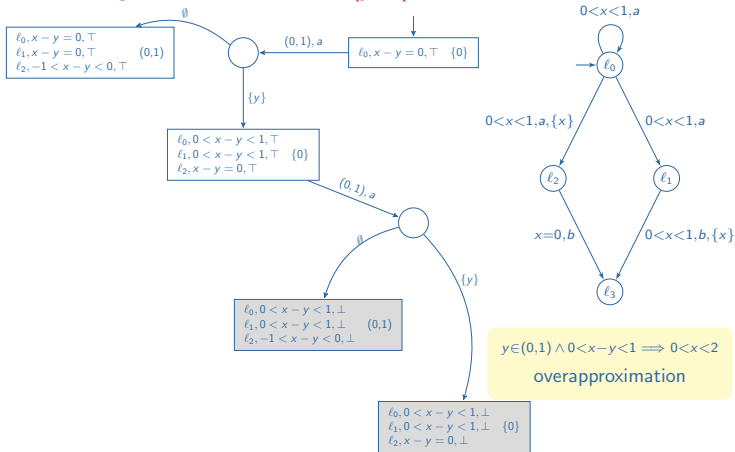 ∅
ℓ₀, x − y = 0, ⊤
ℓ₁, x − y = 0, ⊤ (0,1)
ℓ₂, −1 < x − y < 0, ⊤
(0,1), a
ℓ₀, x − y = 0, ⊤ {0}
{y}
ℓ₀, 0 < x − y < 1, ⊤
ℓ₁, 0 < x − y < 1, ⊤ {0}
ℓ₂, x − y = 0, ⊤
(0,1), a
∅
{y}
ℓ₀, 0 < x − y < 1, ⊥
ℓ₁, 0 < x − y < 1, ⊥ (0,1)
ℓ₂, −1 < x − y < 0, ⊥
ℓ₀, 0 < x − y < 1, ⊥
ℓ₁, 0 < x − y < 1, ⊥ {0}
ℓ₂, x − y = 0, ⊥
0<x<1,a
ℓ₀
0<x<1,a,{x}
0<x<1,a
ℓ₂
ℓ₁
x=0,b
0<x<1,b,{x}
ℓ₃
y∈(0,1) ∧ 0<x−y<1 ⟹ 0<x<2
overapproximation